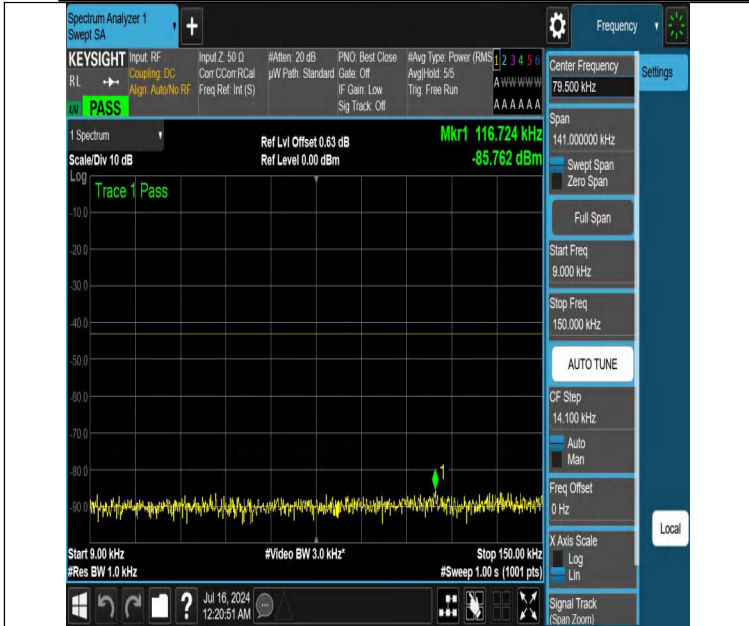 Spectrum Analyzer 1
Swept SA
+
Frequency
KEYSIGHT
RL
PASS
Input: RF
Coupling: DC
Align: Auto/No RF
Input Z: 50 Ω
Corr CCorr RCal
Freq Ref: Int (S)
#Atten: 20 dB
µW Path: Standard
PNO: Best Close
Gate: Off
IF Gain: Low
Sig Track: Off
#Avg Type: Power (RMS
Avg|Hold: 5/5
Trig: Free Run
1 2 3 4 5 6
A W W W W W
A A A A A A
1 Spectrum
Scale/Div 10 dB
Ref Lvl Offset 0.63 dB
Ref Level 0.00 dBm
Mkr1 116.724 kHz
-85.762 dBm
Log
Trace 1 Pass
-10.0
-20.0
-30.0
-40.0
-50.0
-60.0
-70.0
-80.0
-90.0
1
Start 9.00 kHz
#Res BW 1.0 kHz
#Video BW 3.0 kHz*
Stop 150.00 kHz
#Sweep 1.00 s (1001 pts)
?
Jul 16, 2024
12:20:51 AM
Center Frequency
79.500 kHz
Span
141.000000 kHz
Swept Span
Zero Span
Full Span
Start Freq
9.000 kHz
Stop Freq
150.000 kHz
AUTO TUNE
CF Step
14.100 kHz
Auto
Man
Freq Offset
0 Hz
X Axis Scale
Log
Lin
Signal Track
(Span Zoom)
Settings
Local